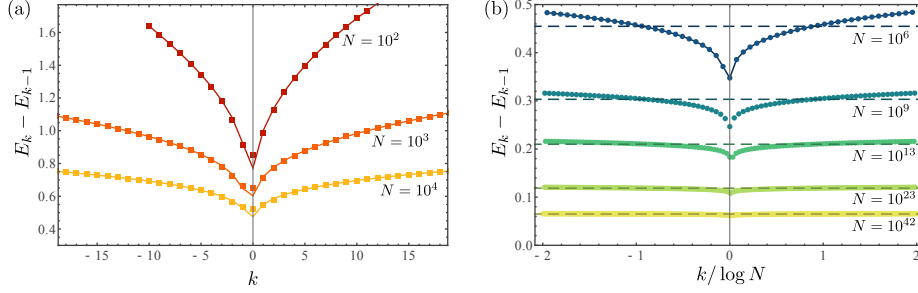 (a)
1.6
1.4
1.2
1.0
0.8
0.6
0.4
E_k − E_{k−1}
N = 10^2
N = 10^3
N = 10^4
- 15 - 10 - 5 0 5 10 15
k
(b)
0.5
0.4
0.3
0.2
0.1
0.0
E_k − E_{k−1}
N = 10^6
N = 10^9
N = 10^13
N = 10^23
N = 10^42
- 2 - 1 0 1 2
k/ log N